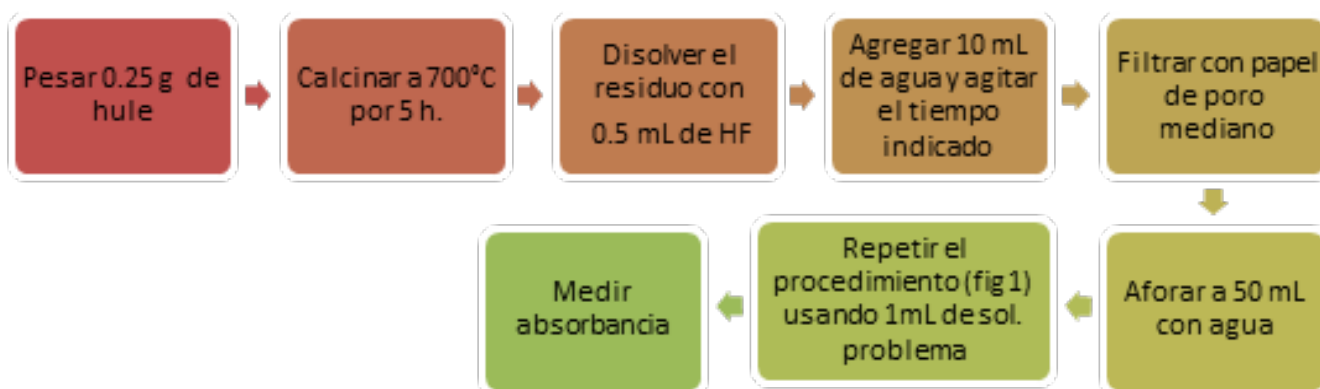 Pesar 0.25 g de
hule
Calcinar a 700°C
por 5 h.
Disolver el
residuo con
0.5 mL de HF
Agregar 10 mL
de agua y agitar
el tiempo
indicado
Filtrar con papel
de poro
mediano
Aforar a 50 mL
con agua
Repetir el
procedimiento (fig 1)
usando 1mL de sol.
problema
Medir
absorbancia